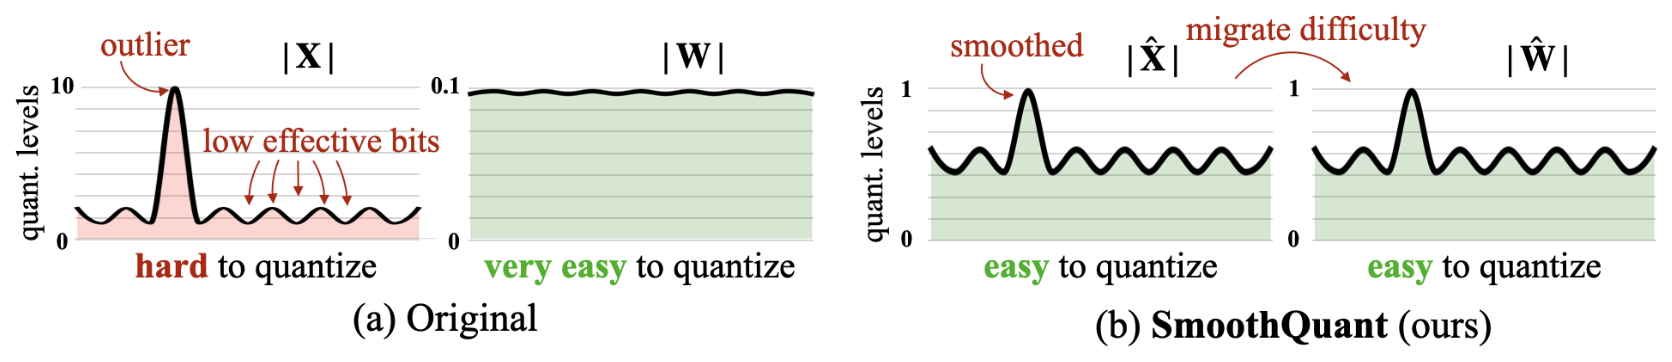 outlier
|X|
10
quant. levels
low effective bits
0
hard to quantize
|W|
0.1
0
very easy to quantize
(a) Original
smoothed
|X̂|
migrate difficulty
|Ŵ|
1
quant. levels
0
easy to quantize
1
0
easy to quantize
(b) SmoothQuant (ours)